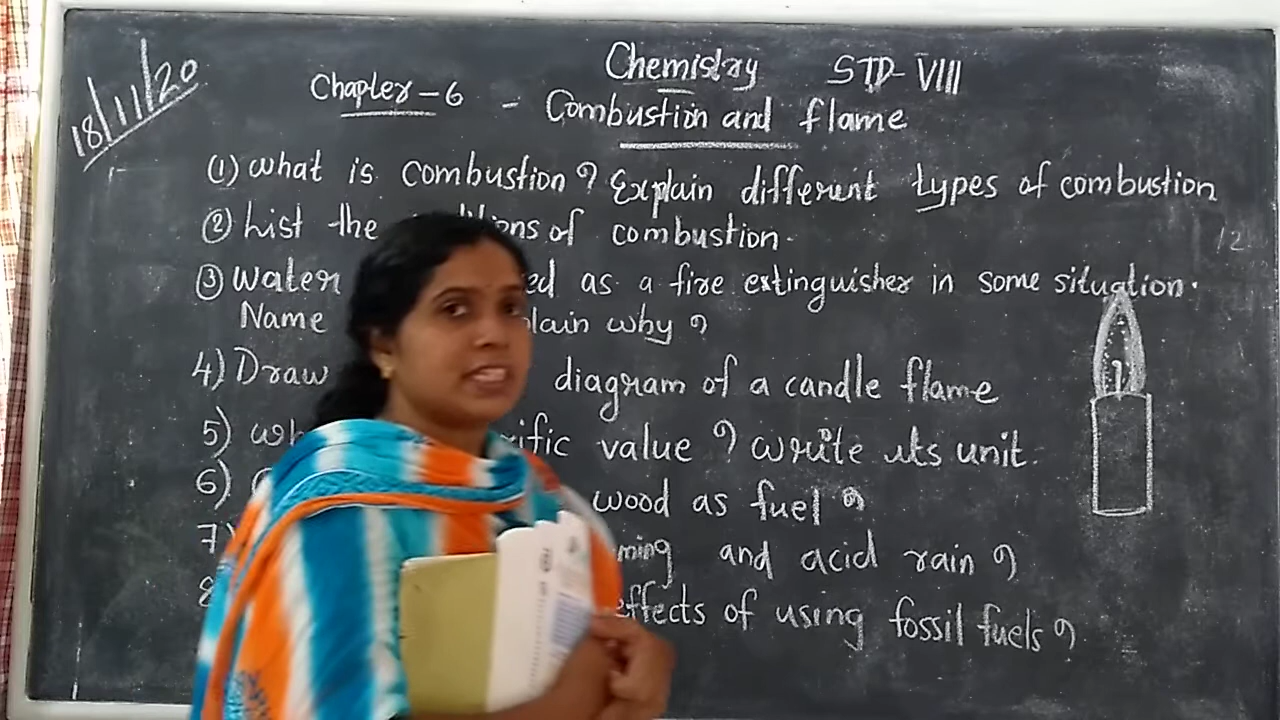 18/11/20
Chemistry STD-VIII
Chapter-6 - Combustion and flame
(1) what is combustion? Explain different types of combustion
(2) List the ons of combustion.
(3) Water ed as a fire extinguisher in some situation.
Name lain why?
4) Draw diagram of a candle flame
5) wh rific value? write its unit.
6) wood as fuel?
7) ming and acid rain?
8 effects of using fossil fuels?